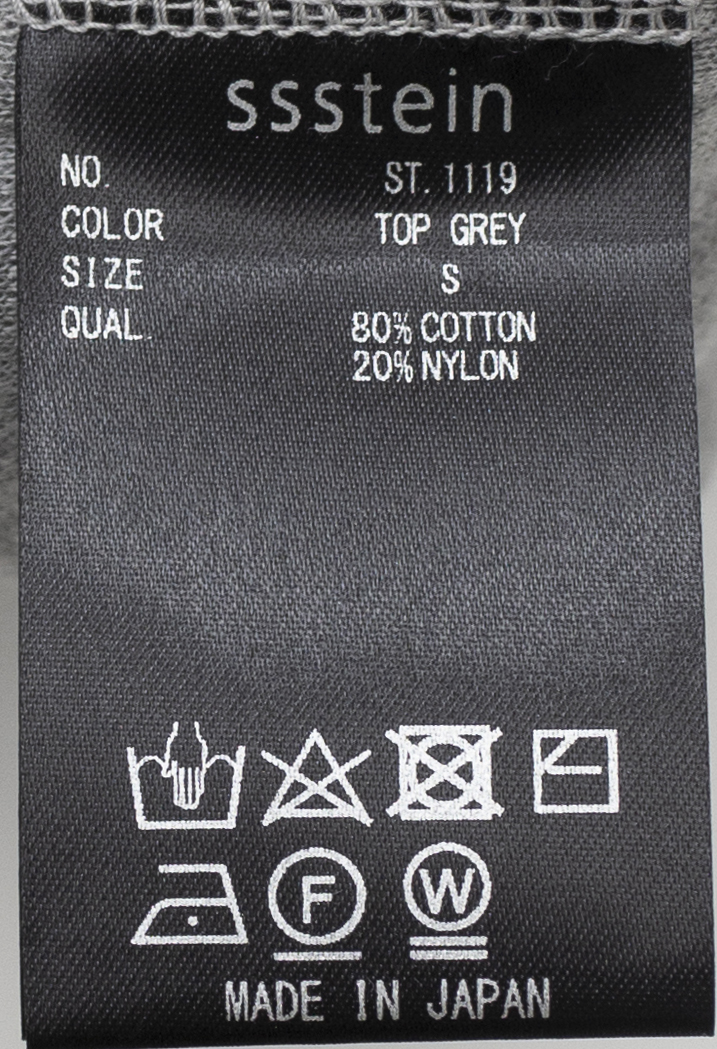 ssstein
NO. ST. 1119
COLOR TOP GREY
SIZE S
QUAL. 80% COTTON
20% NYLON
F W
MADE IN JAPAN